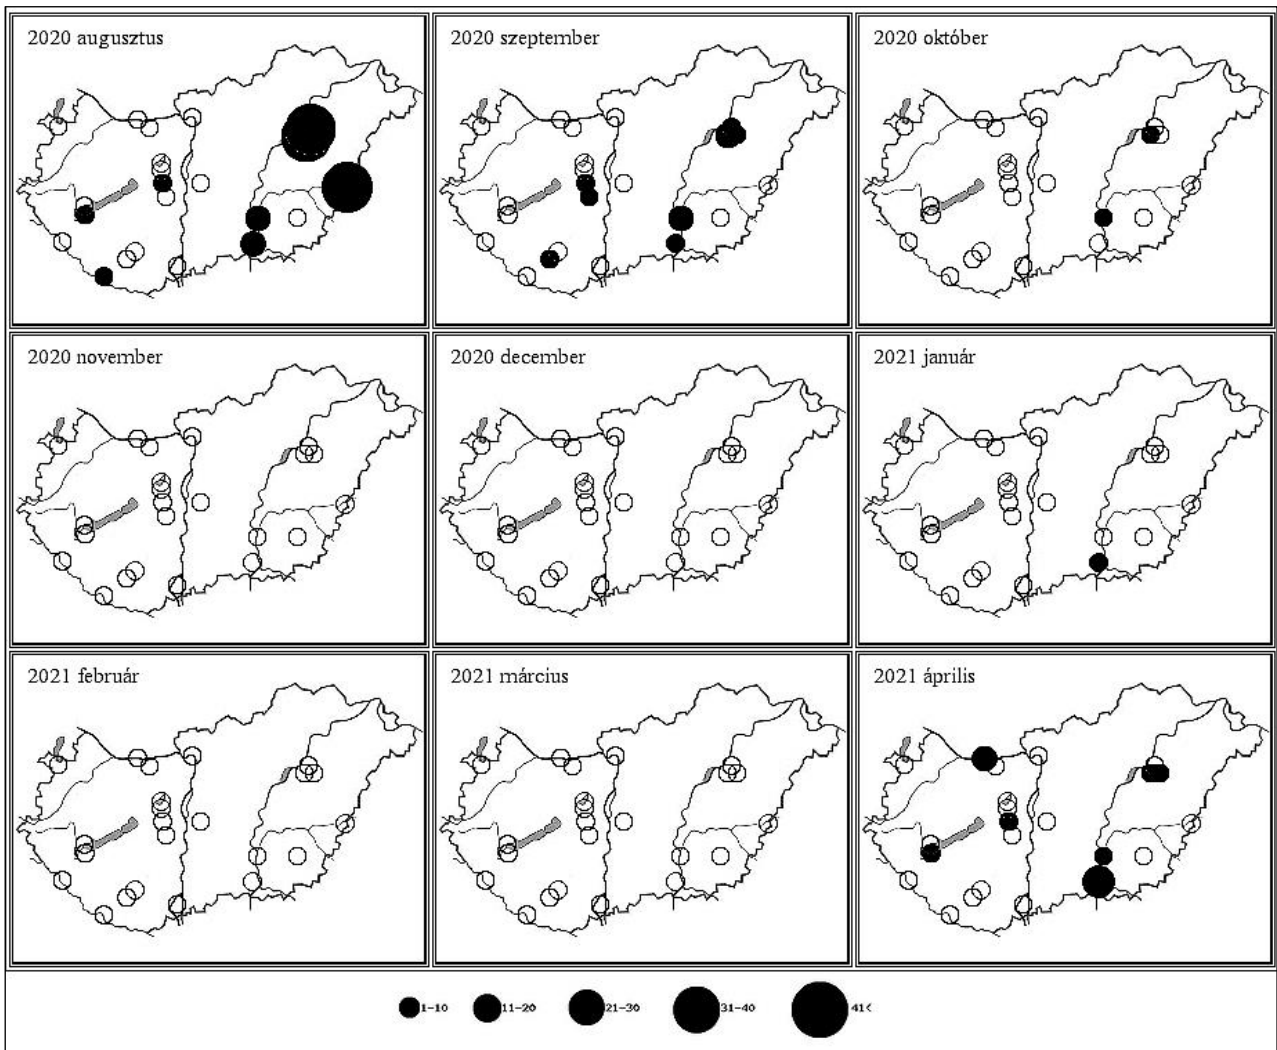 2020 augusztus
2020 szeptember
2020 október
2020 november
2020 december
2021 január
2021 február
2021 március
2021 április
1-10 11-20 21-30 31-40 41<